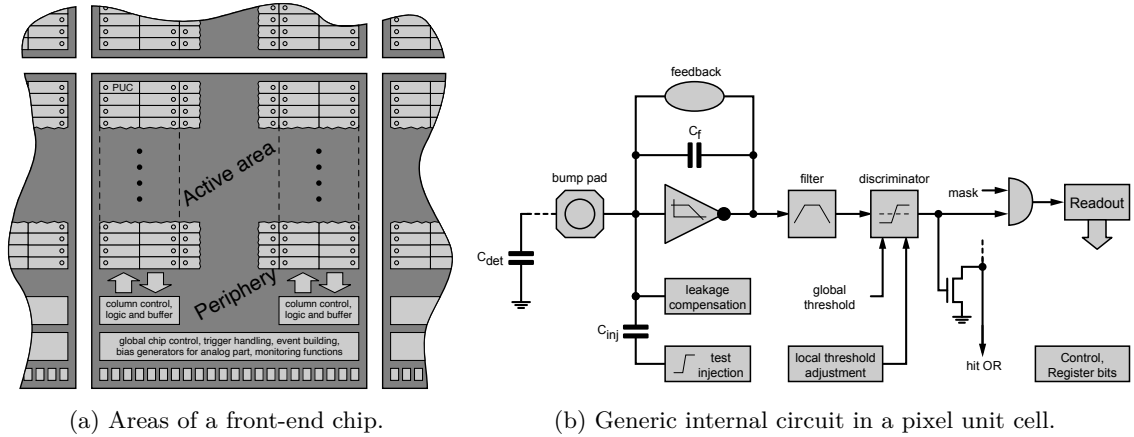 PUC
Active area
Periphery
column control,
logic and buffer
column control,
logic and buffer
global chip control, trigger handling, event building,
bias generators for analog part, monitoring functions
(a) Areas of a front-end chip.
feedback
Cf
bump pad
filter
discriminator
mask
Readout
Cdet
leakage
compensation
global
threshold
Cinj
test
injection
local threshold
adjustment
hit OR
Control,
Register bits
(b) Generic internal circuit in a pixel unit cell.